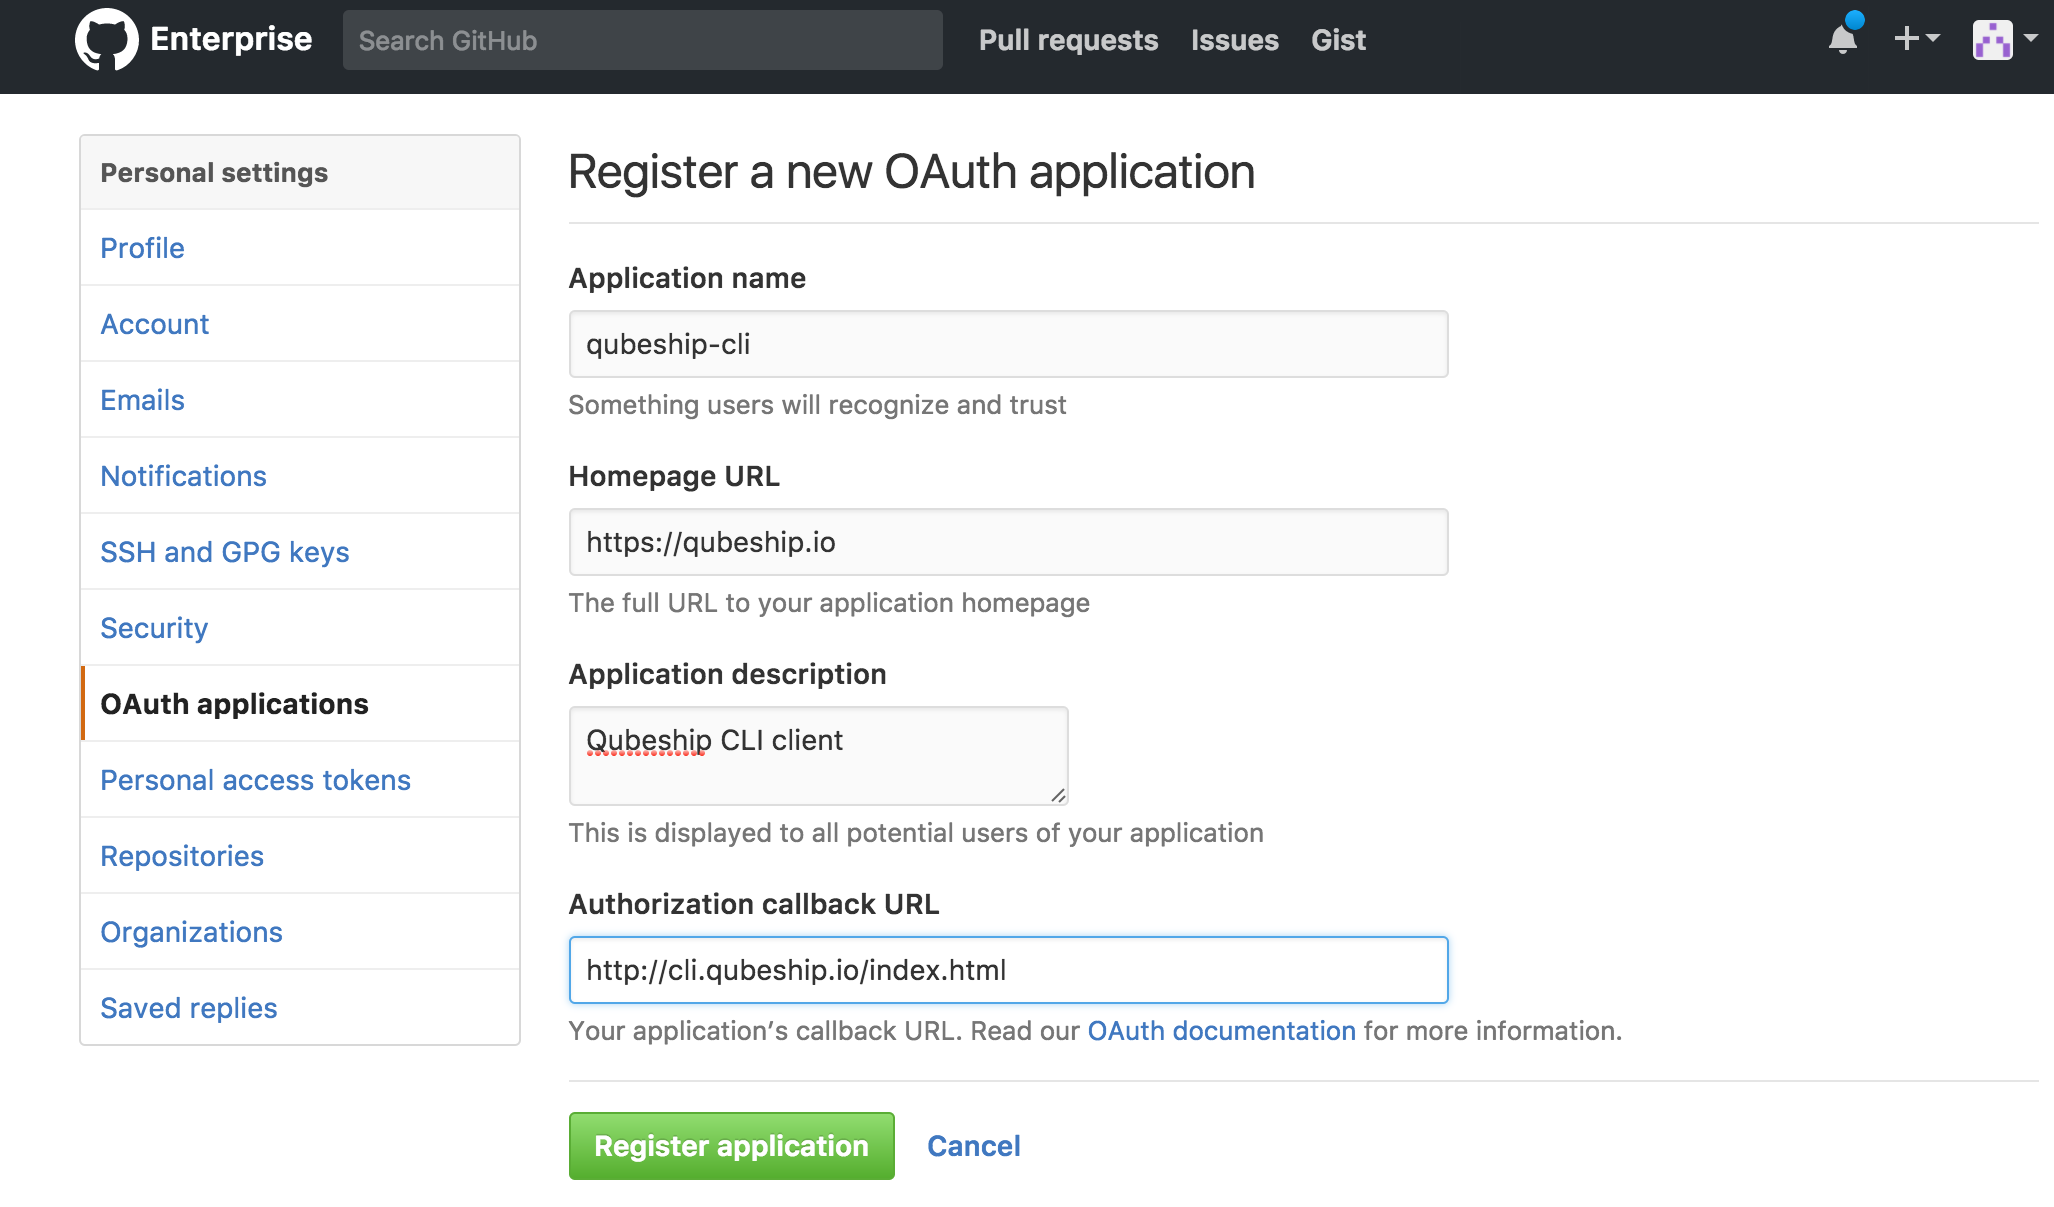 Enterprise
Search GitHub
Pull requests
Issues
Gist
Personal settings
Profile
Account
Emails
Notifications
SSH and GPG keys
Security
OAuth applications
Personal access tokens
Repositories
Organizations
Saved replies
Register a new OAuth application
Application name
qubeship-cli
Something users will recognize and trust
Homepage URL
https://qubeship.io
The full URL to your application homepage
Application description
Qubeship CLI client
This is displayed to all potential users of your application
Authorization callback URL
http://cli.qubeship.io/index.html
Your application’s callback URL. Read our OAuth documentation for more information.
Register application
Cancel